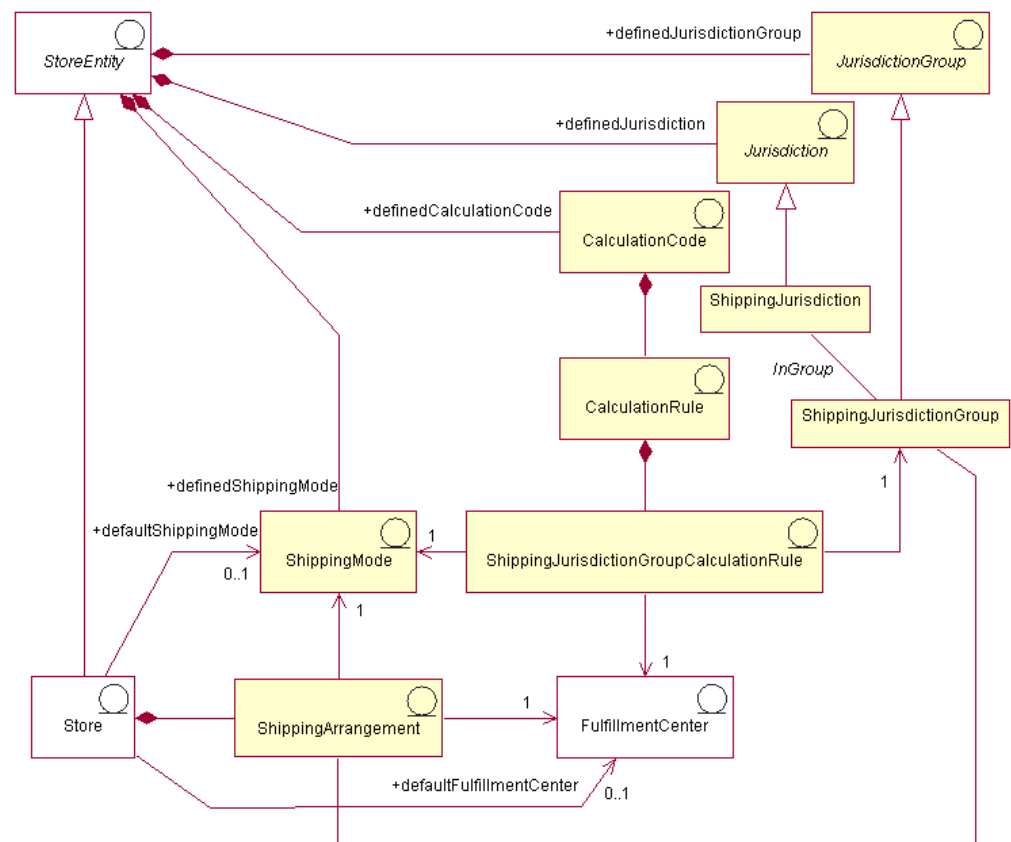 +definedJurisdictionGroup
StoreEntity
JurisdictionGroup
+definedJurisdiction
Jurisdiction
+definedCalculationCode
CalculationCode
ShippingJurisdiction
InGroup
CalculationRule
ShippingJurisdictionGroup
1
+definedShippingMode
+defaultShippingMode
1
ShippingMode
ShippingJurisdictionGroupCalculationRule
0..1
1
1
1
Store
ShippingArrangement
FulfillmentCenter
+defaultFulfillmentCenter
0..1